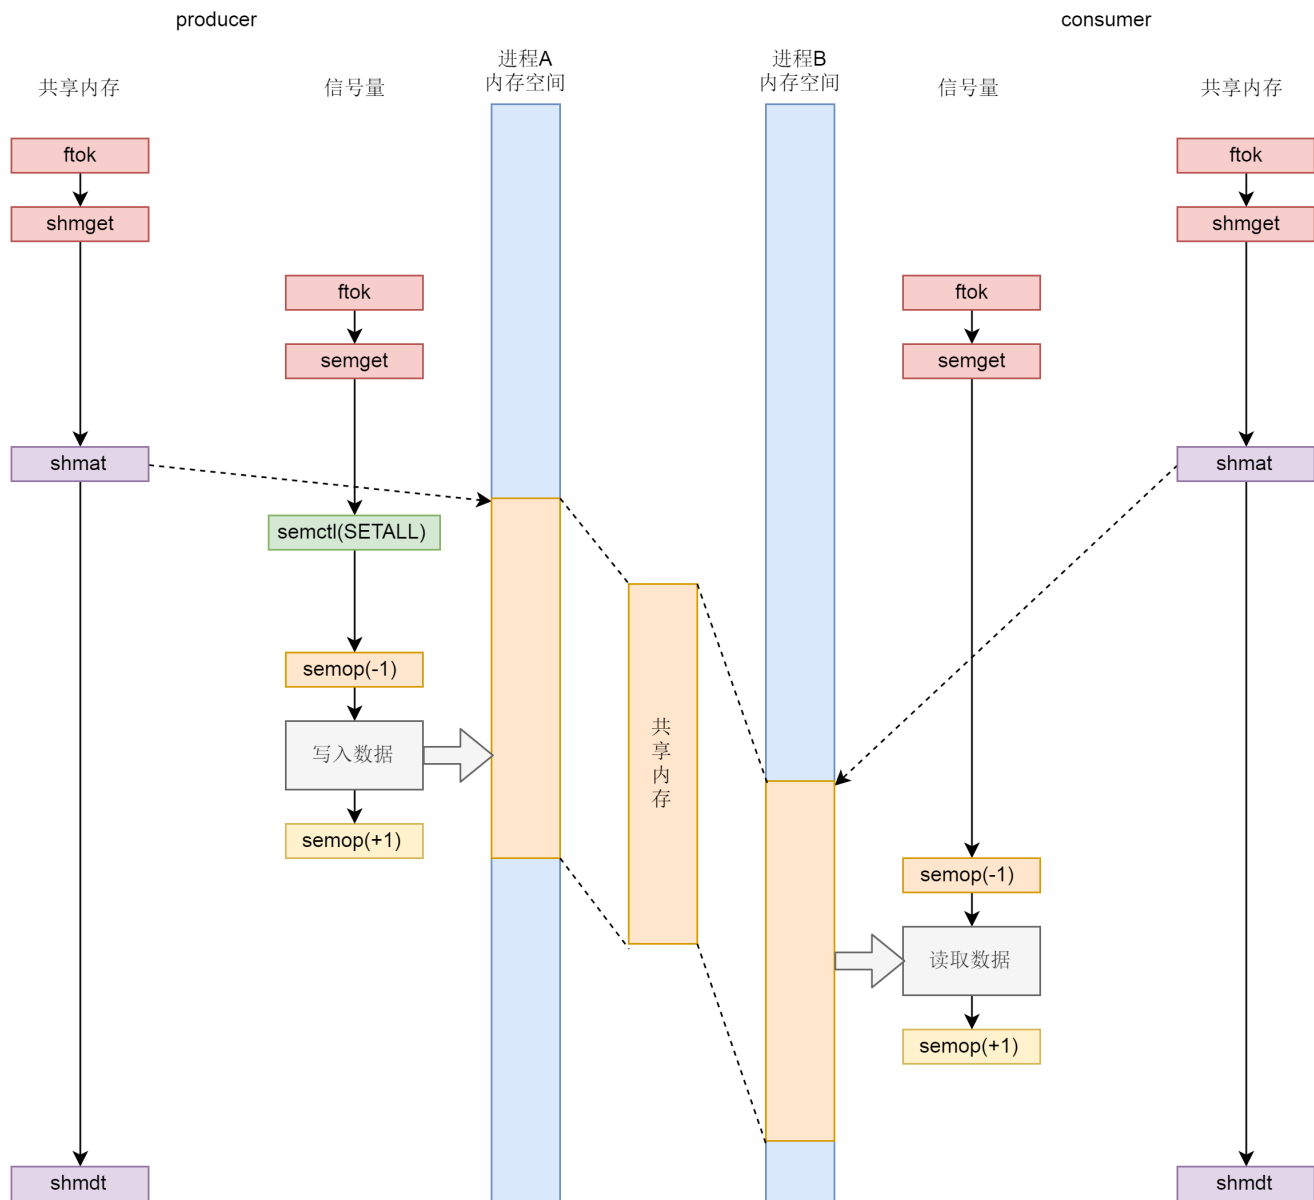 producer
consumer
进程A
内存空间
进程B
内存空间
共享内存
信号量
信号量
共享内存
ftok
ftok
shmget
shmget
ftok
ftok
semget
semget
shmat
shmat
semctl(SETALL)
semop(-1)
写入数据
共
享
内
存
semop(+1)
semop(-1)
读取数据
semop(+1)
shmdt
shmdt